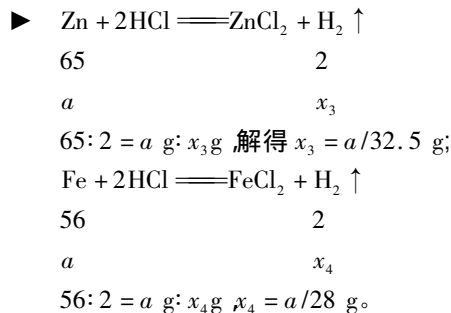 ▶ Zn + 2HCl ══ ZnCl₂ + H₂ ↑
65 2
a x₃
65∶2 = a g∶x₃g ,解得 x₃ = a/32.5 g;
Fe + 2HCl ══ FeCl₂ + H₂ ↑
56 2
a x₄
56∶2 = a g∶x₄g ,x₄ = a/28 g。